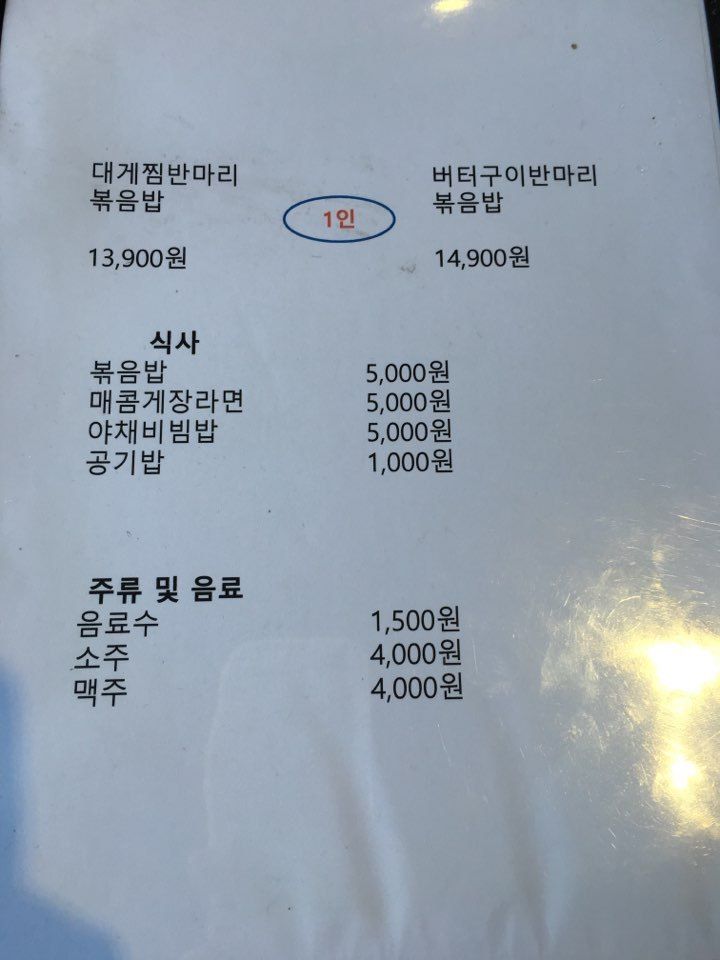 대게찜반마리
볶음밥
13,900원
1인
버터구이반마리
볶음밥
14,900원
식사
볶음밥 5,000원
매콤게장라면 5,000원
야채비빔밥 5,000원
공기밥 1,000원
주류 및 음료
음료수 1,500원
소주 4,000원
맥주 4,000원